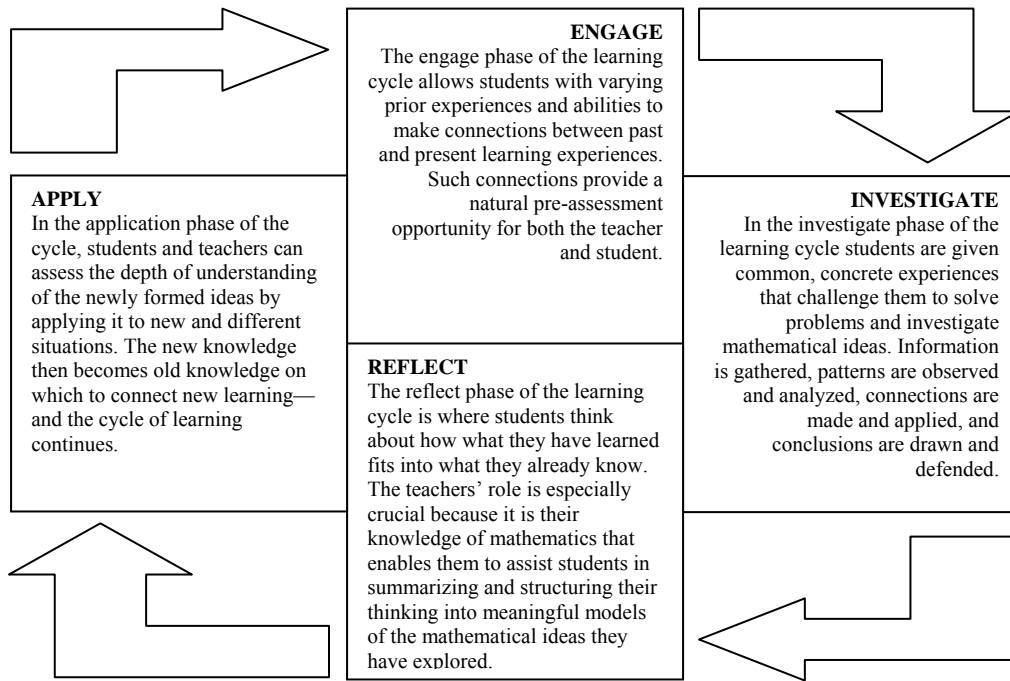 ENGAGE
The engage phase of the learning
cycle allows students with varying
prior experiences and abilities to
make connections between past
and present learning experiences.
Such connections provide a
natural pre-assessment
opportunity for both the teacher
and student.
INVESTIGATE
In the investigate phase of the
learning cycle students are given
common, concrete experiences
that challenge them to solve
problems and investigate
mathematical ideas. Information
is gathered, patterns are observed
and analyzed, connections are
made and applied, and
conclusions are drawn and
defended.
REFLECT
The reflect phase of the learning
cycle is where students think
about how what they have learned
fits into what they already know.
The teachers’ role is especially
crucial because it is their
knowledge of mathematics that
enables them to assist students in
summarizing and structuring their
thinking into meaningful models
of the mathematical ideas they
have explored.
APPLY
In the application phase of the
cycle, students and teachers can
assess the depth of understanding
of the newly formed ideas by
applying it to new and different
situations. The new knowledge
then becomes old knowledge on
which to connect new learning—
and the cycle of learning
continues.